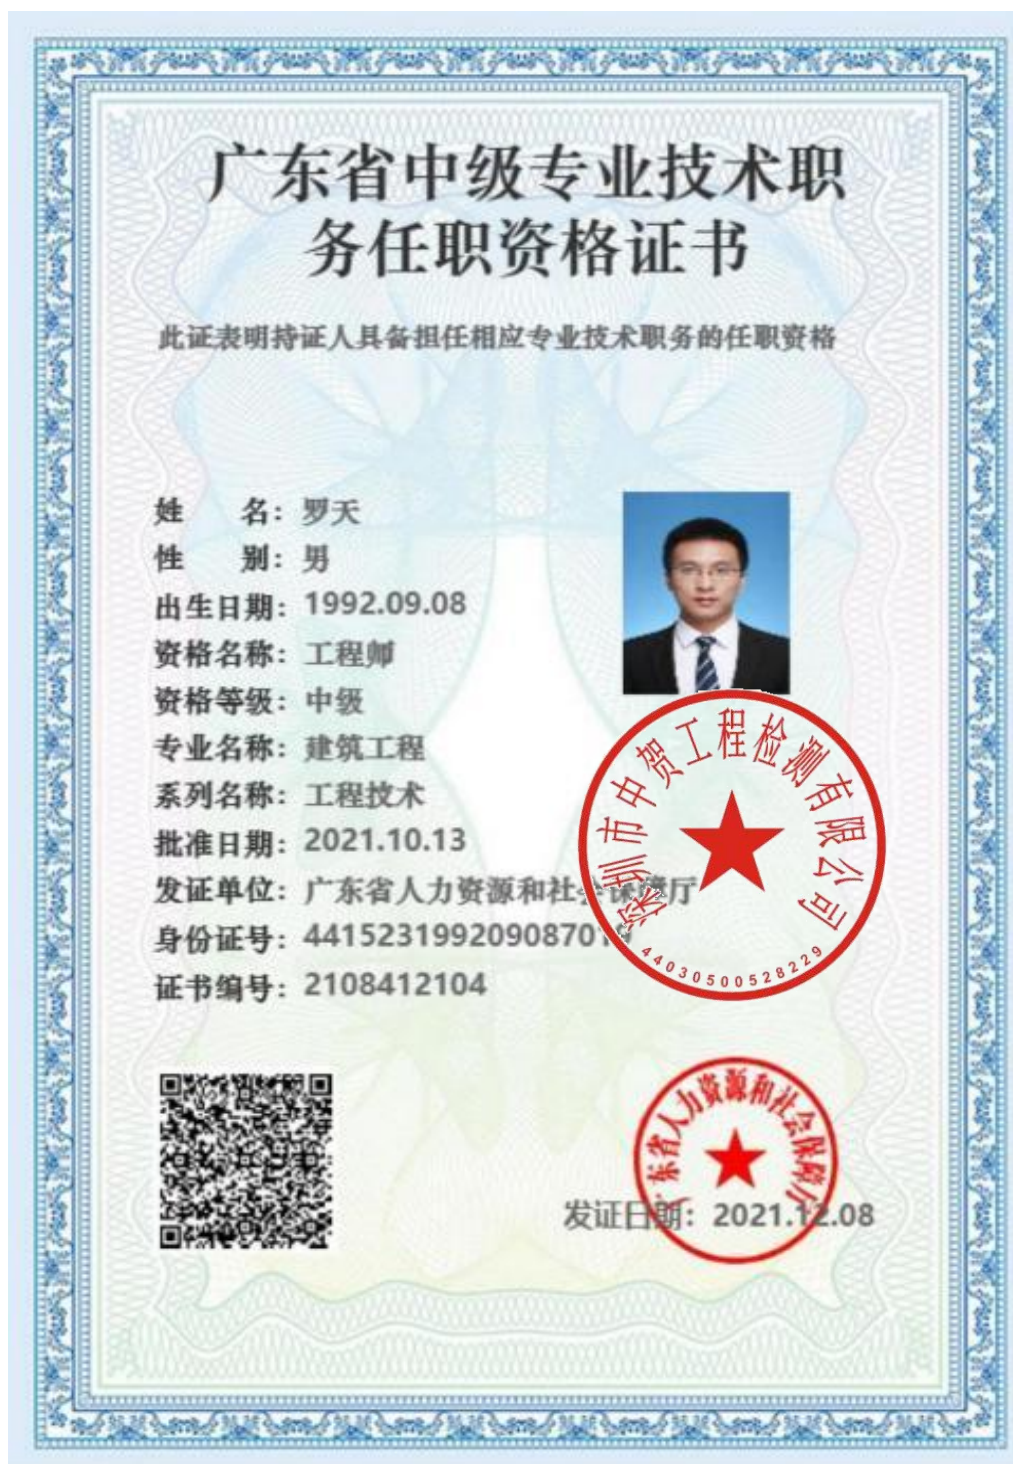 广东省中级专业技术职
务任职资格证书
此证表明持证人具备担任相应专业技术职务的任职资格
姓 名：罗天
性 别：男
出生日期：1992.09.08
资格名称：工程师
资格等级：中级
专业名称：建筑工程
系列名称：工程技术
批准日期：2021.10.13
发证单位：广东省人力资源和社会保障厅
身份证号：4415231992090870
证书编号：2108412104
深圳市中贺工程检测有限公司
44030500528229
广东省人力资源和社会保障厅
发证日期：2021.12.08